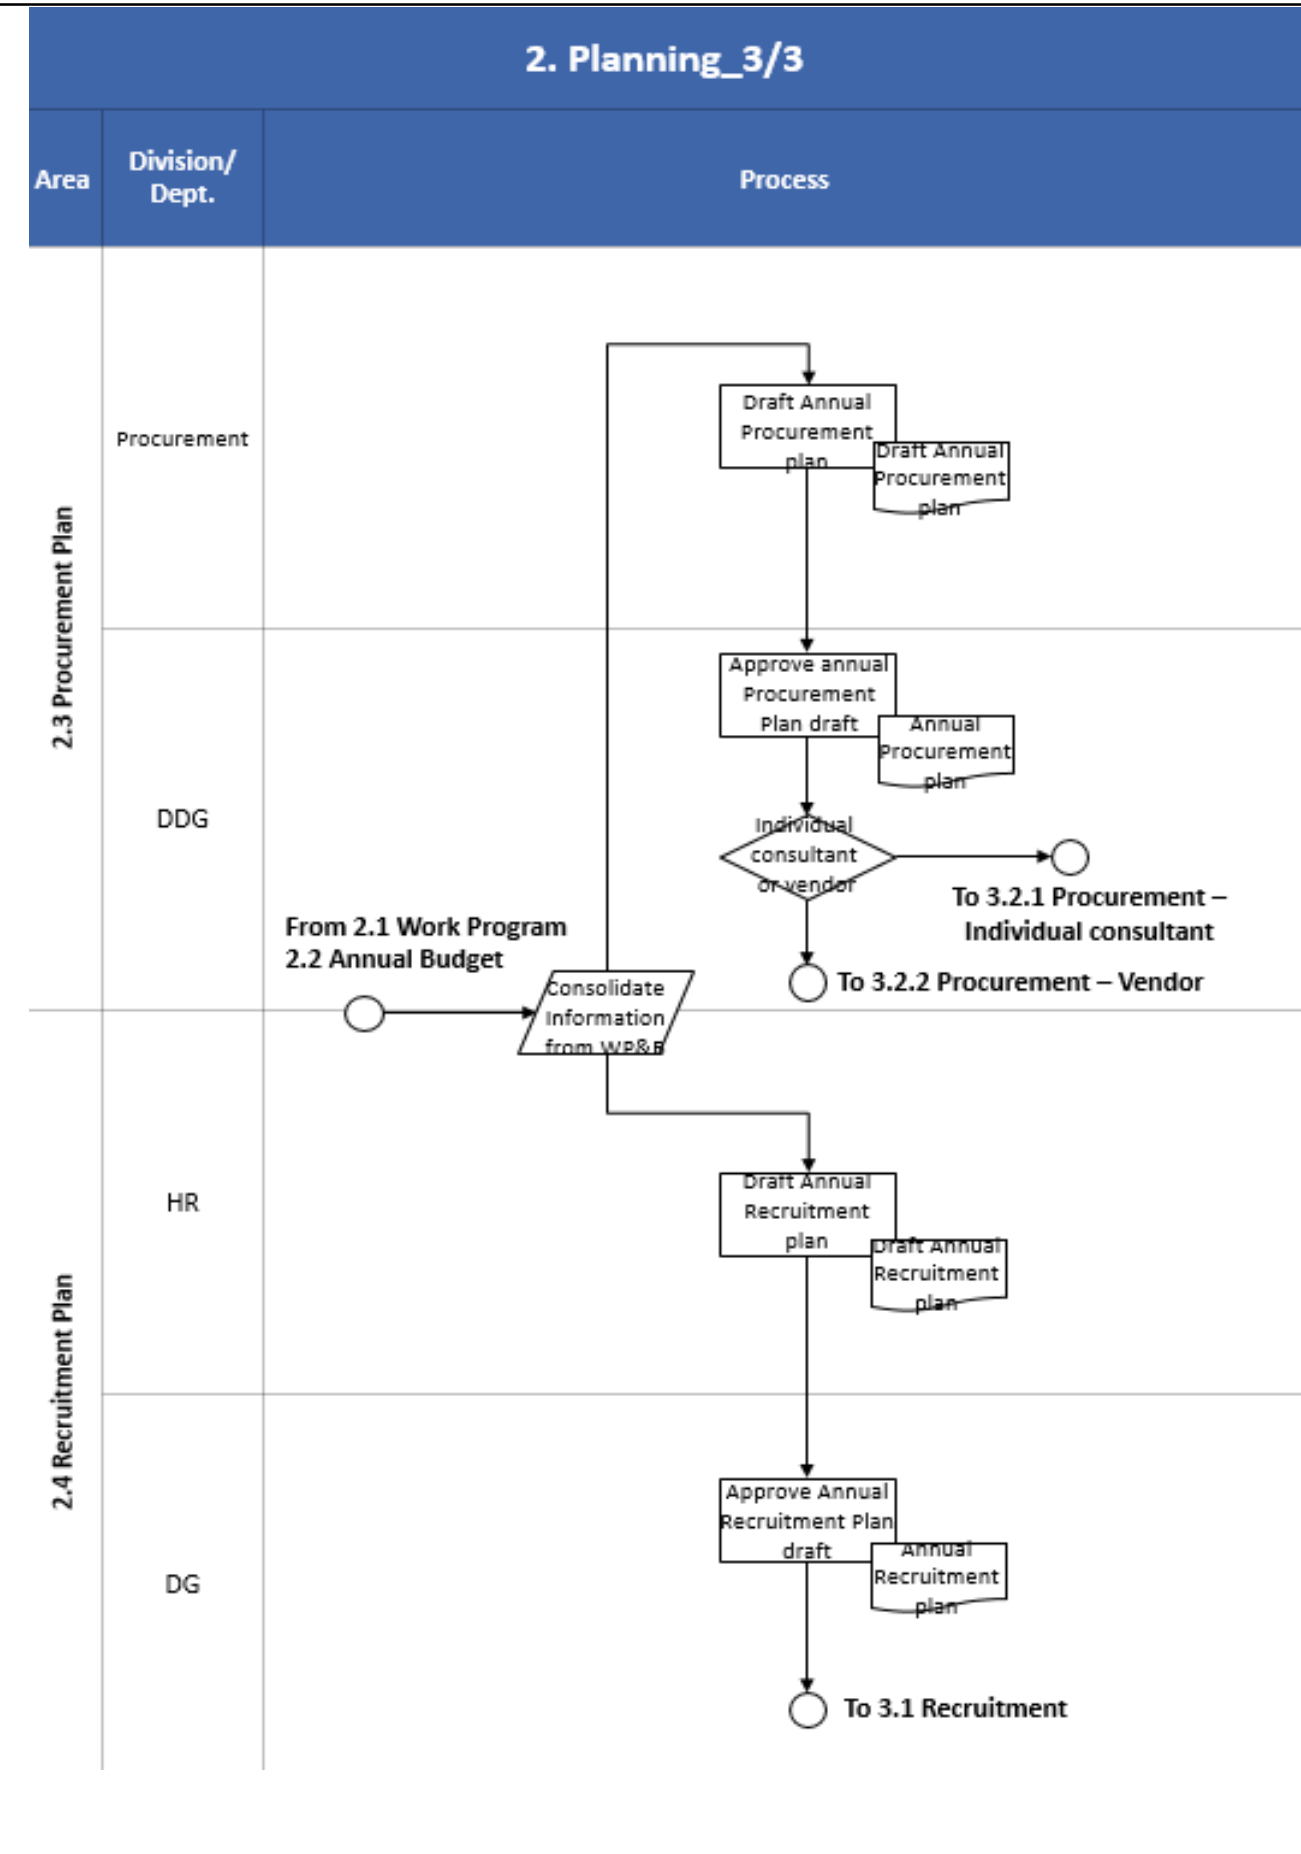 2. Planning_3/3
Area
Division/
Dept.
Process
2.3 Procurement Plan
Procurement
Draft Annual
Procurement
plan
Draft Annual
Procurement
plan
DDG
Approve annual
Procurement
Plan draft
Annual
Procurement
plan
Individual
consultant
or vendor
To 3.2.1 Procurement –
Individual consultant
To 3.2.2 Procurement – Vendor
From 2.1 Work Program
2.2 Annual Budget
Consolidate
Information
from WP&B
2.4 Recruitment Plan
HR
Draft Annual
Recruitment
plan
Draft Annual
Recruitment
plan
DG
Approve Annual
Recruitment Plan
draft
Annual
Recruitment
plan
To 3.1 Recruitment